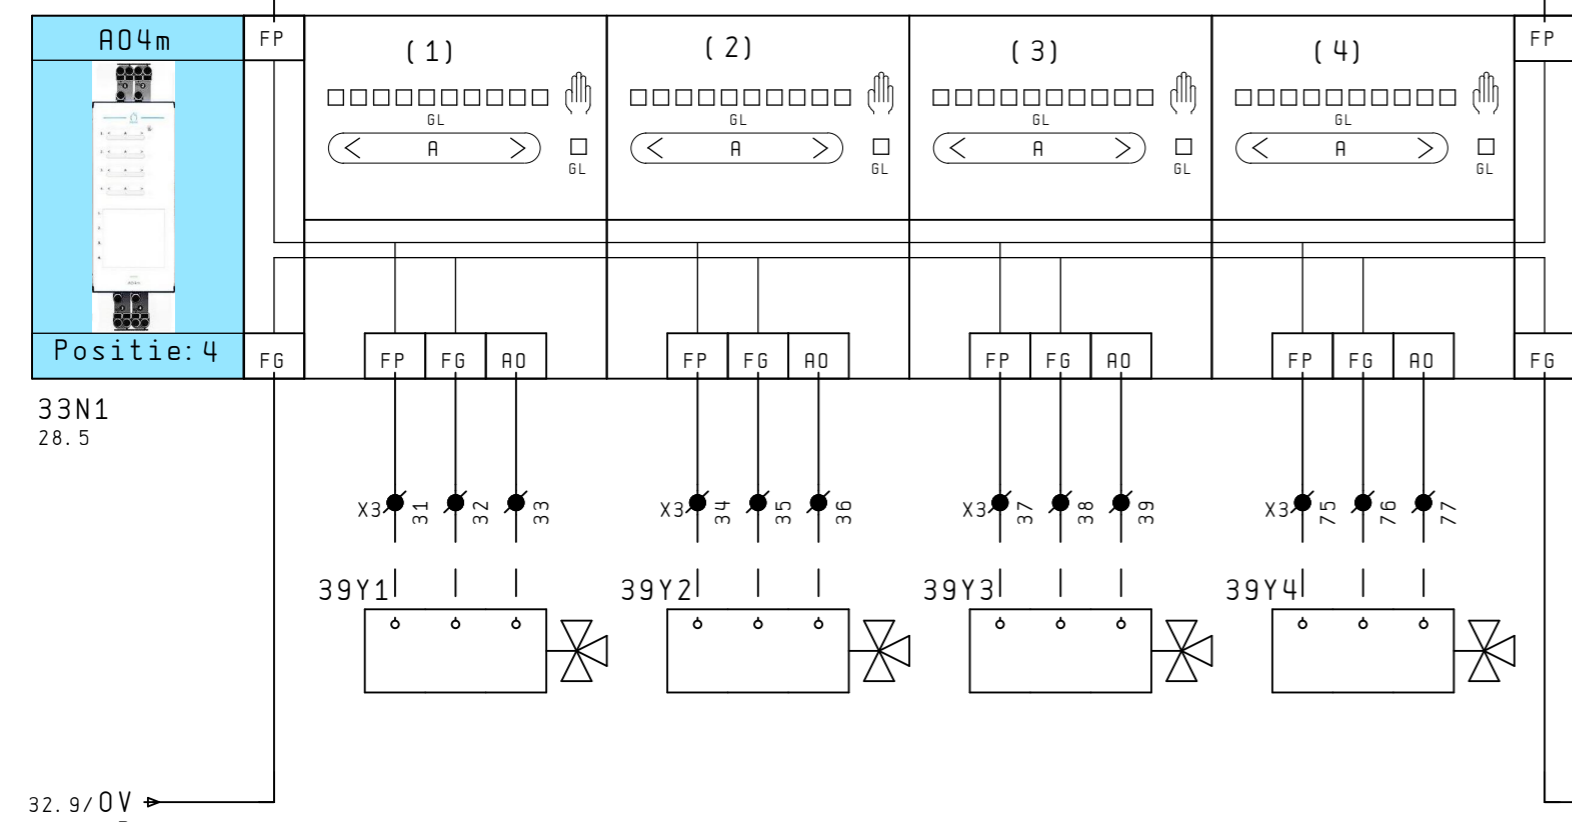 AO4m
FP
(1)
(2)
(3)
(4)
FP
GL
GL
GL
GL
< A >
< A >
< A >
< A >
GL
GL
GL
GL
Positie:4
FG
FP FG AO
FP FG AO
FP FG AO
FP FG AO
FG
33N1
28.5
X3 31 32 33
X3 34 35 36
X3 37 38 39
X3 75 76 77
39Y1
39Y2
39Y3
39Y4
32.9/0V